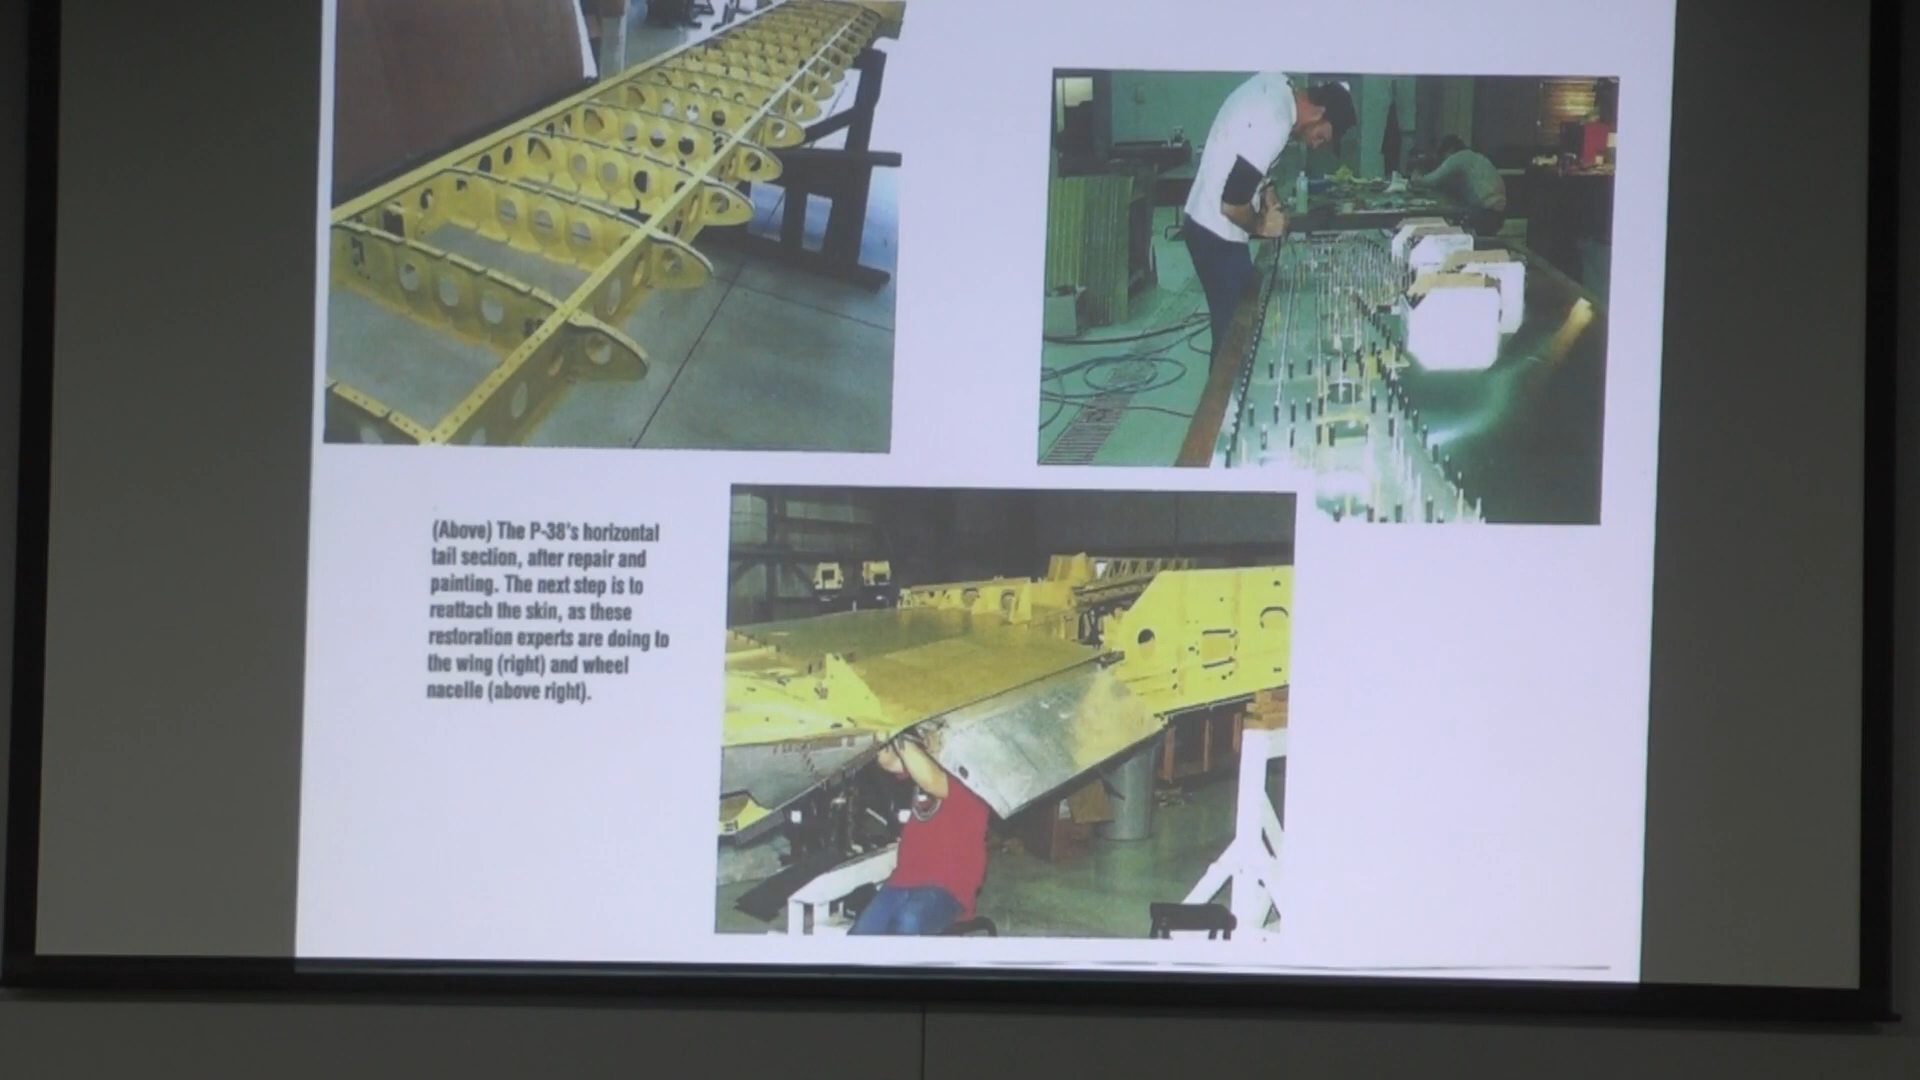 (Above) The P-38's horizontal
tail section, after repair and
painting. The next step is to
reattach the skin, as these
restoration experts are doing to
the wing (right) and wheel
nacelle (above right).